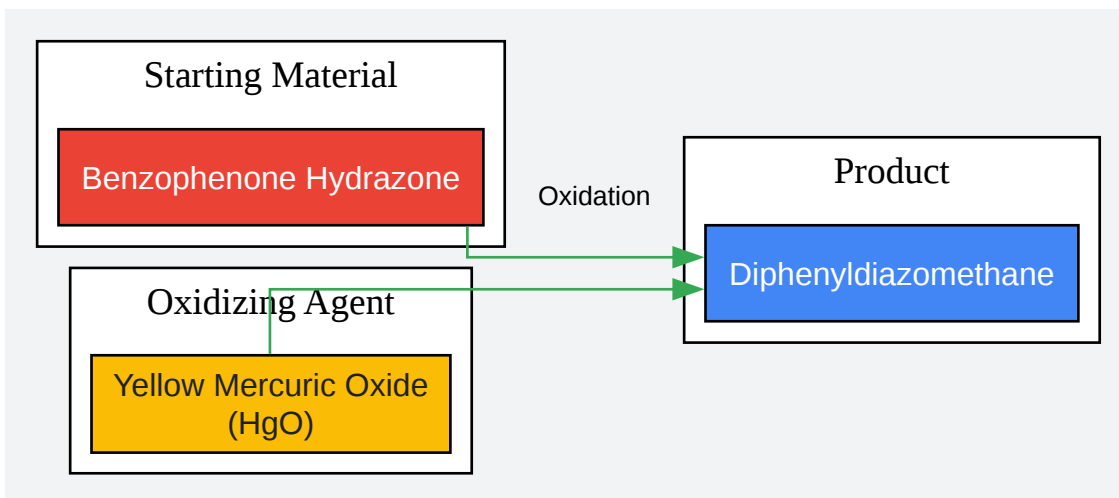 Starting Material
Benzophenone Hydrazone
Oxidation
Product
Diphenyldiazomethane
Oxidizing Agent
Yellow Mercuric Oxide
(HgO)